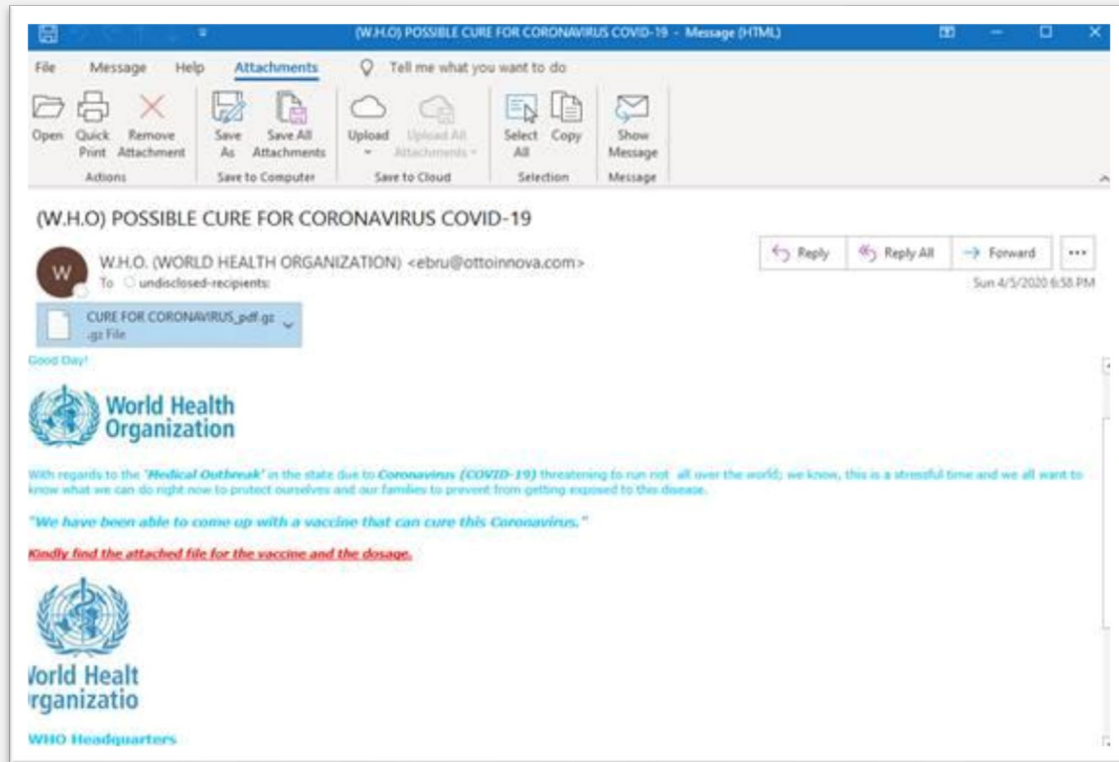 (W.H.O) POSSIBLE CURE FOR CORONAVIRUS COVID-19 - Message (HTML)
File Message Help Attachments Tell me what you want to do
Open Quick Print Remove Attachment Save As Save All Attachments Upload Upload All Attachments Select All Copy Show Message
Actions Save to Computer Save to Cloud Selection Message
(W.H.O) POSSIBLE CURE FOR CORONAVIRUS COVID-19
W
W.H.O. (WORLD HEALTH ORGANIZATION) <ebru@ottoinnova.com>
To undisclosed-recipients:
Reply Reply All Forward
Sun 4/5/2020 6:58 PM
CURE FOR CORONAVIRUS_pdf.gz
.gz File
Good Day!
World Health
Organization
With regards to the "Medical Outbreak" in the state due to Coronavirus (COVID-19) threatening to run not all over the world; we know, this is a stressful time and we all want to
know what we can do right now to protect ourselves and our families to prevent from getting exposed to this disease.
"We have been able to come up with a vaccine that can cure this Coronavirus."
Kindly find the attached file for the vaccine and the dosage.
World Healt
rganizatio
WHO Headquarters